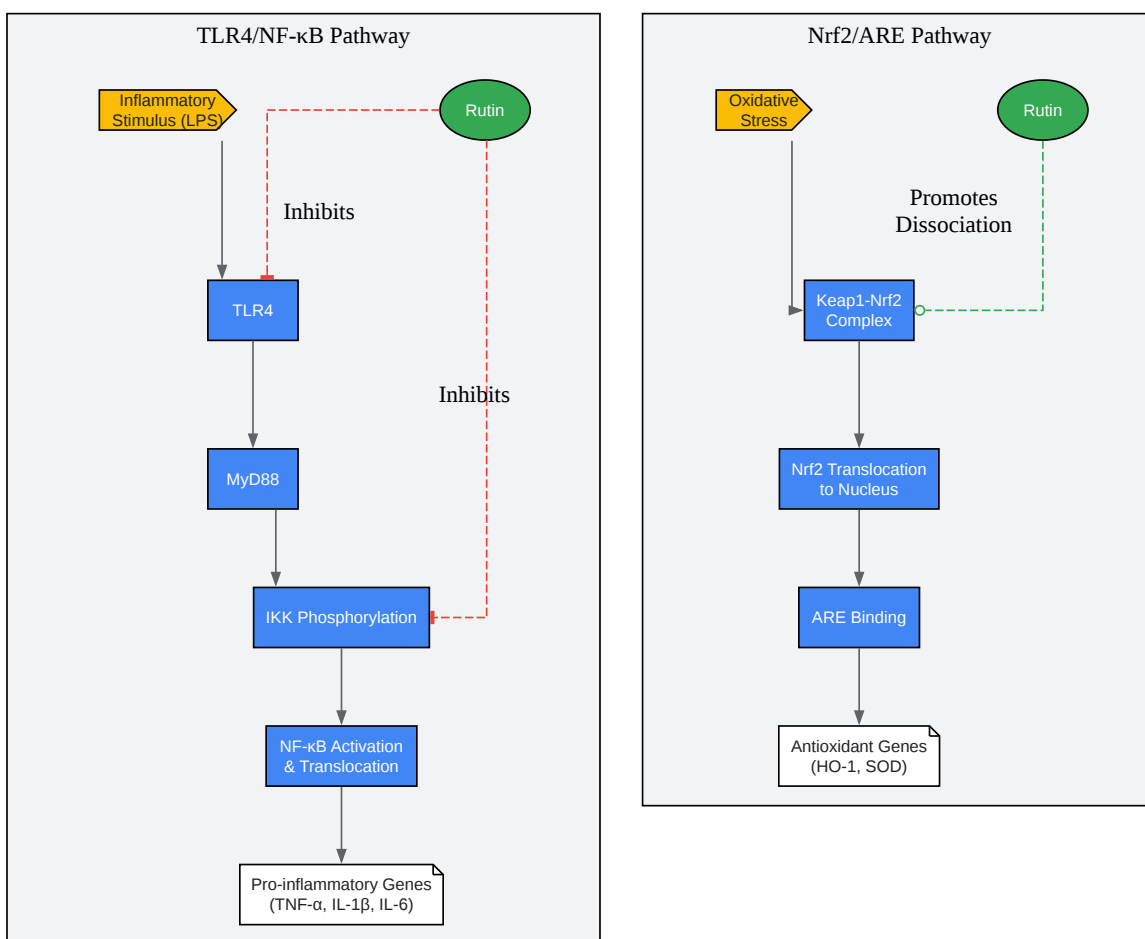 TLR4/NF-κB Pathway
Inflammatory
Stimulus (LPS)
Rutin
Inhibits
TLR4
Inhibits
MyD88
IKK Phosphorylation
NF-κB Activation
& Translocation
Pro-inflammatory Genes
(TNF-α, IL-1β, IL-6)
Nrf2/ARE Pathway
Oxidative
Stress
Rutin
Promotes
Dissociation
Keap1-Nrf2
Complex
Nrf2 Translocation
to Nucleus
ARE Binding
Antioxidant Genes
(HO-1, SOD)